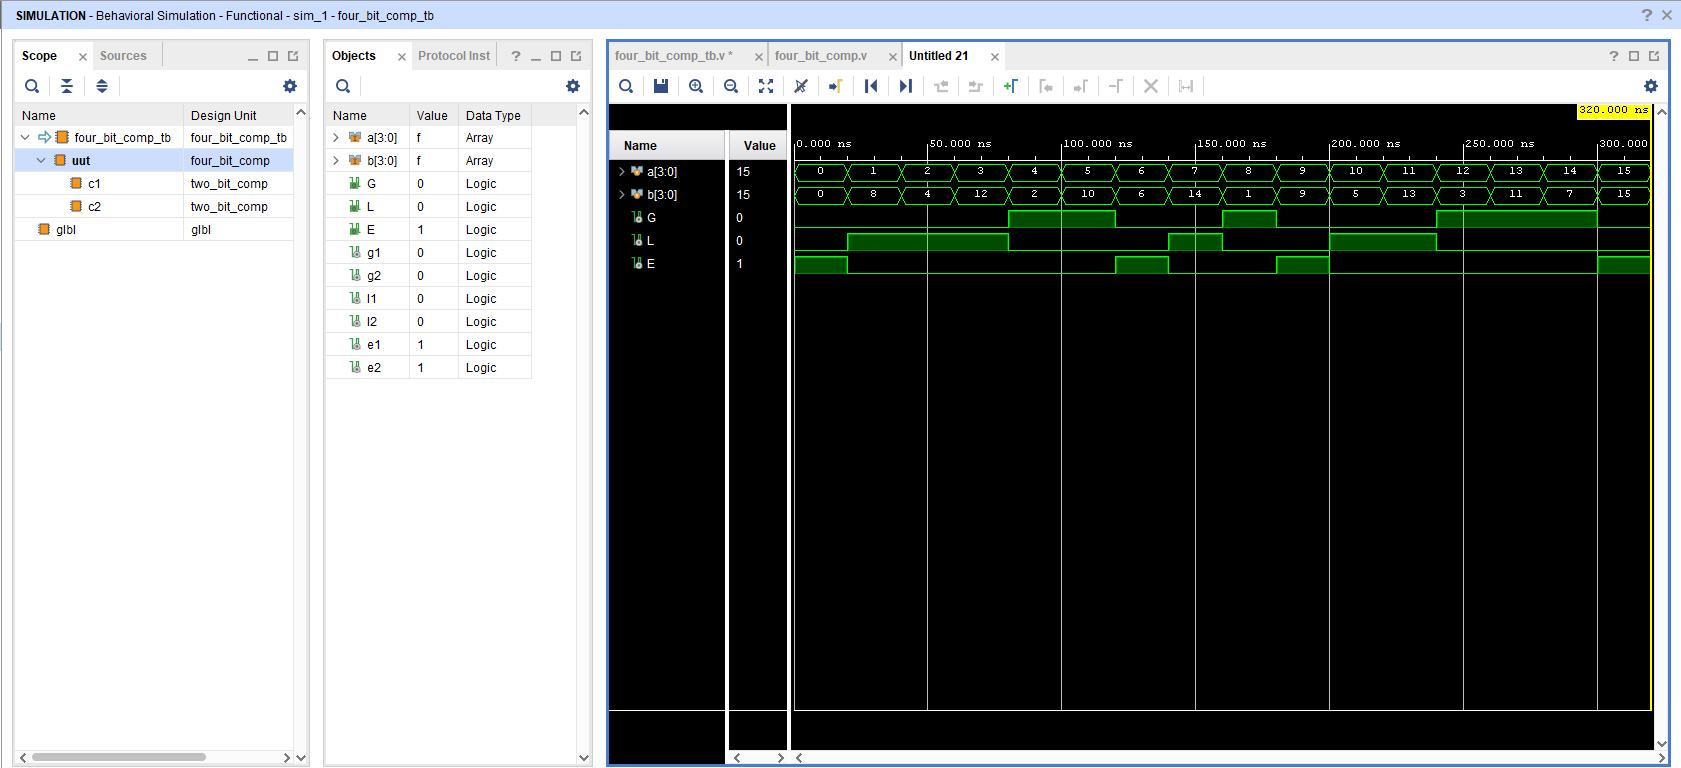 SIMULATION - Behavioral Simulation - Functional - sim_1 - four_bit_comp_tb
Scope Sources
Name Design Unit
four_bit_comp_tb four_bit_comp_tb
uut four_bit_comp
c1 two_bit_comp
c2 two_bit_comp
glbl glbl
Objects Protocol Inst
Name Value Data Type
a[3:0] f Array
b[3:0] f Array
G 0 Logic
L 0 Logic
E 1 Logic
g1 0 Logic
g2 0 Logic
l1 0 Logic
l2 0 Logic
e1 1 Logic
e2 1 Logic
four_bit_comp_tb.v * four_bit_comp.v Untitled 21
320.000 ns
Name Value
0.000 ns 50.000 ns 100.000 ns 150.000 ns 200.000 ns 250.000 ns 300.000
a[3:0] 15 0 1 2 3 4 5 6 7 8 9 10 11 12 13 14 15
b[3:0] 15 0 8 4 12 2 10 6 14 1 9 5 13 3 11 7 15
G 0
L 0
E 1